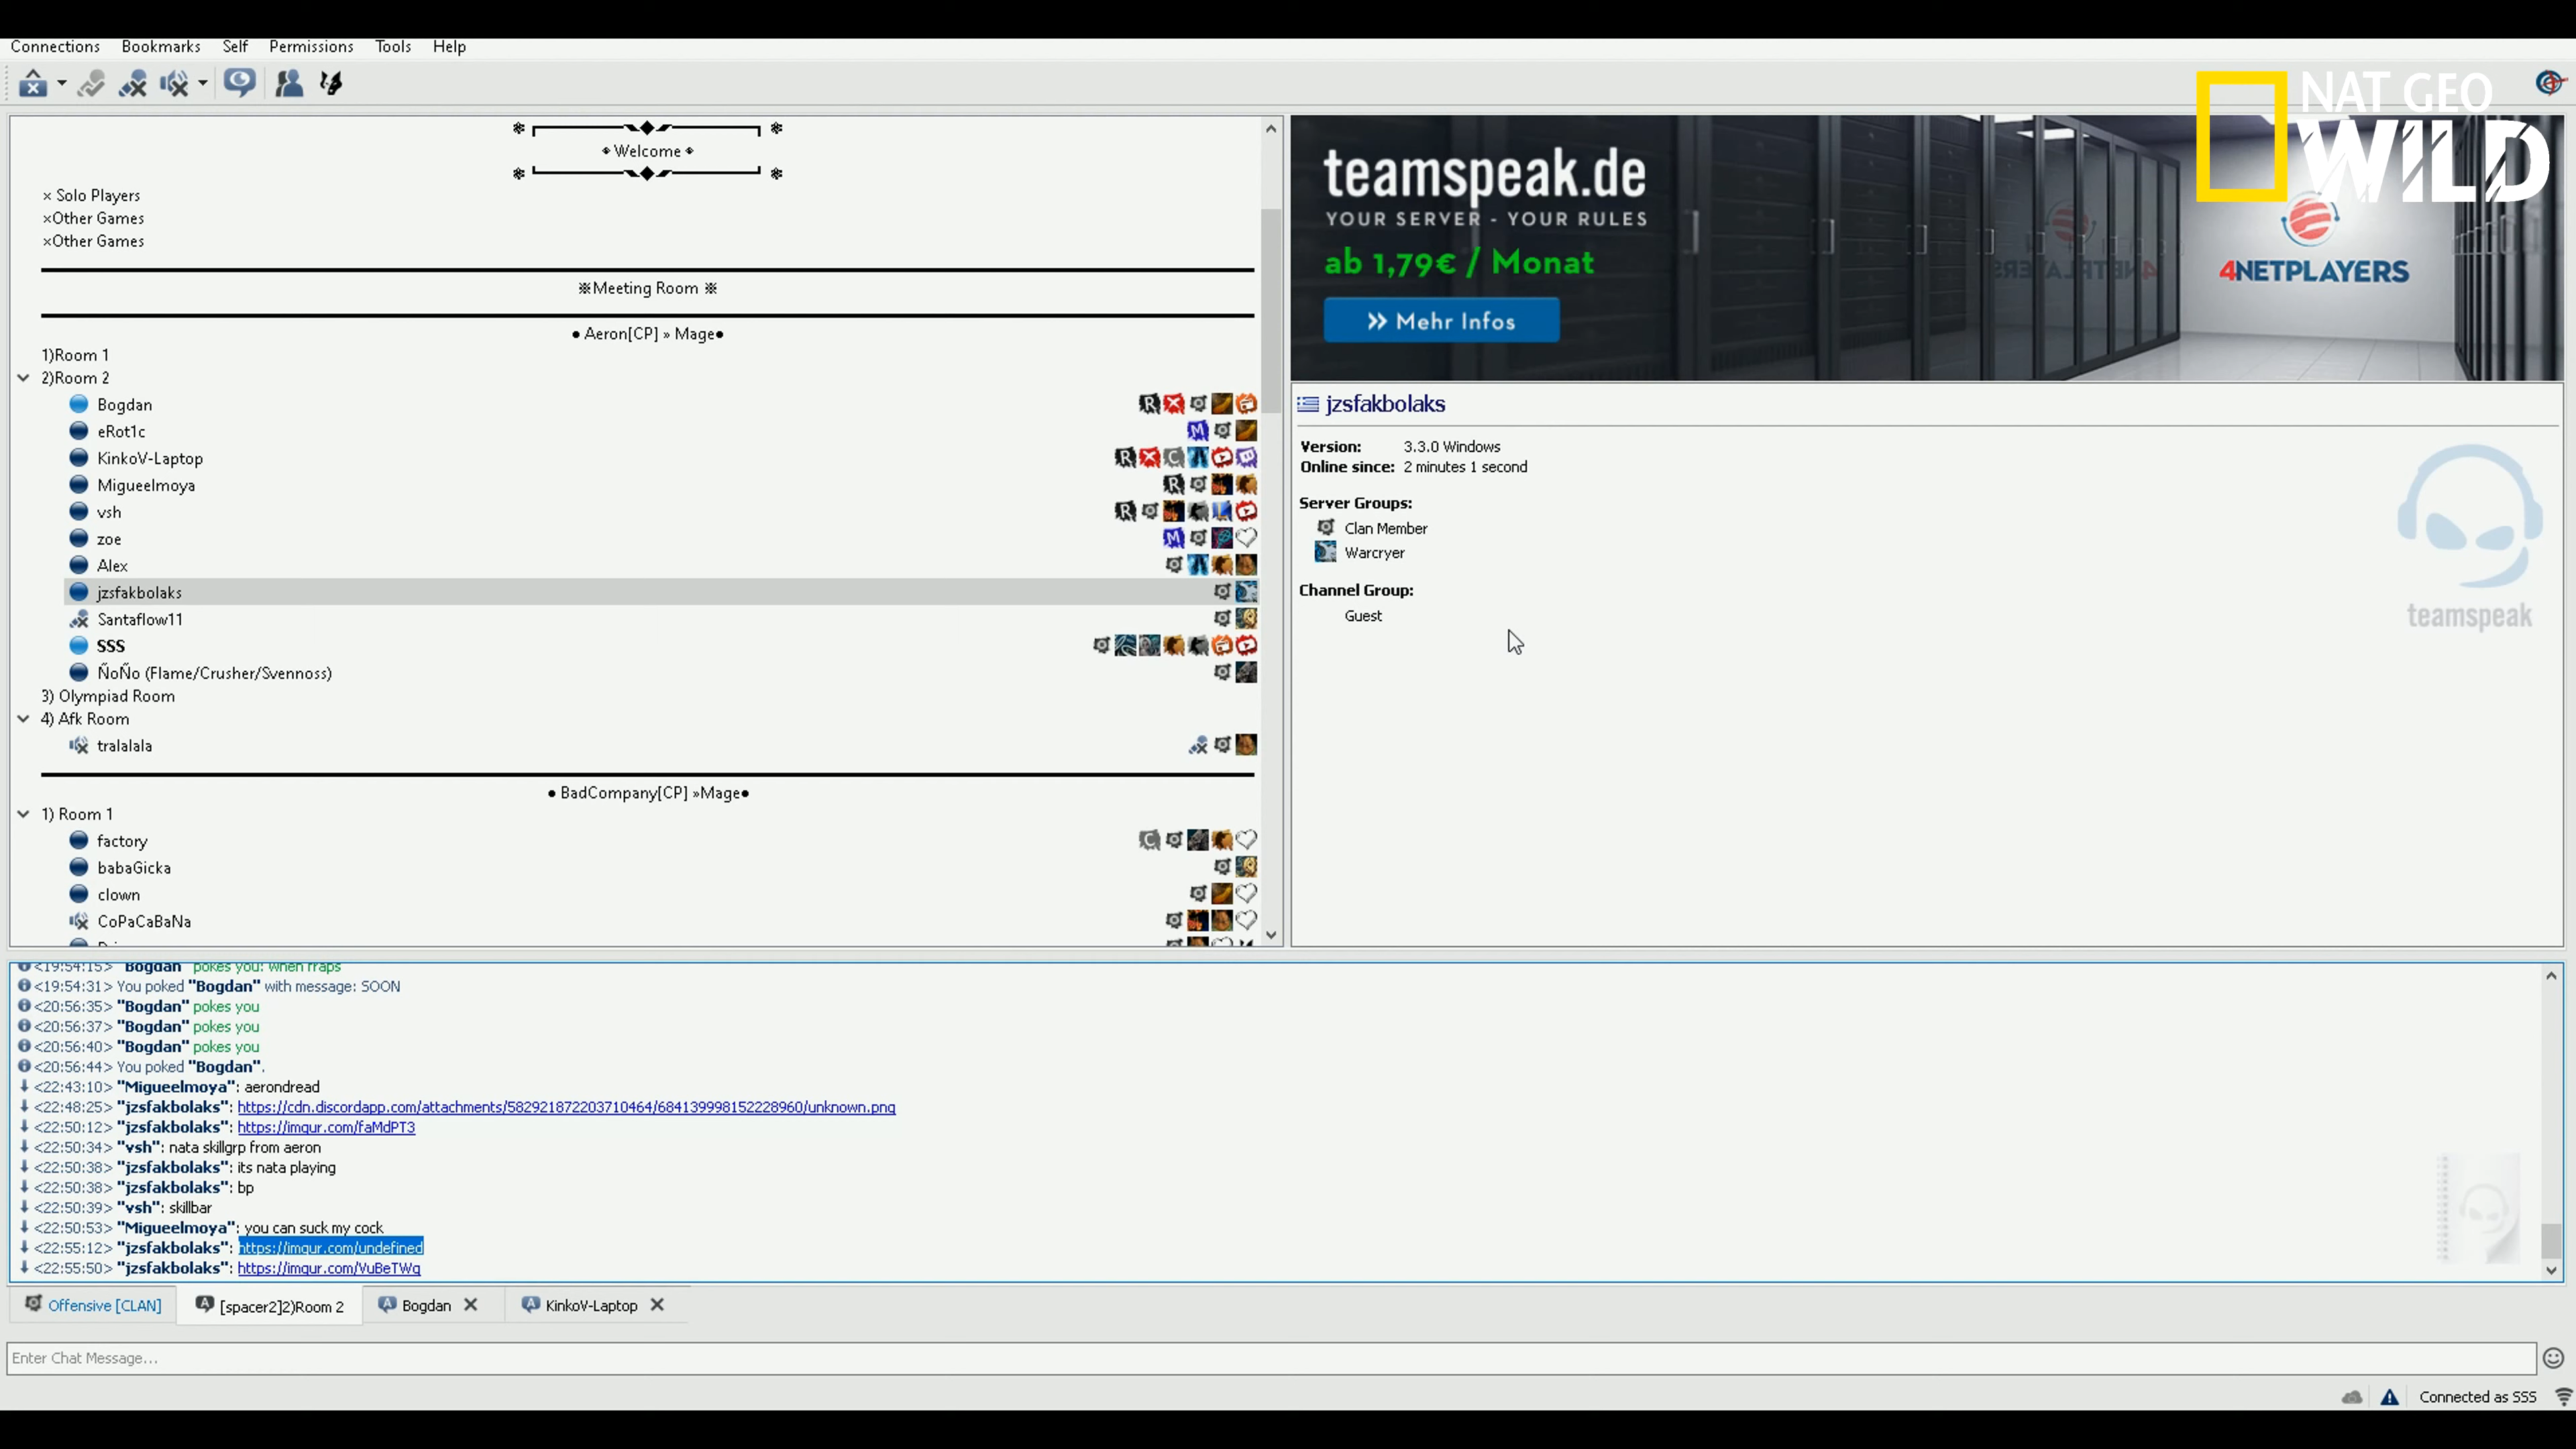 Connections Bookmarks Self Permissions Tools Help
NAT GEO
WILD
Welcome
× Solo Players
×Other Games
×Other Games
※Meeting Room ※
● Aeron[CP] » Mage●
1)Room 1
2)Room 2
Bogdan
eRot1c
KinkoV-Laptop
Migueelmoya
vsh
zoe
Alex
jzsfakbolaks
Santaflow11
SSS
ÑoÑo (Flame/Crusher/Svennoss)
3) Olympiad Room
4) Afk Room
tralalala
● BadCompany[CP] »Mage●
1) Room 1
factory
babaGicka
clown
CoPaCaBaNa
teamspeak.de
YOUR SERVER - YOUR RULES
ab 1,79€ / Monat
>> Mehr Infos
4NETPLAYERS
jzsfakbolaks
Version: 3.3.0 Windows
Online since: 2 minutes 1 second
Server Groups:
Clan Member
Warcryer
Channel Group:
Guest
teamspeak
<19:54:15> "Bogdan" pokes you: when fraps
<19:54:31> You poked "Bogdan" with message: SOON
<20:56:35> "Bogdan" pokes you
<20:56:37> "Bogdan" pokes you
<20:56:40> "Bogdan" pokes you
<20:56:44> You poked "Bogdan".
<22:43:10> "Migueelmoya": aerondread
<22:48:25> "jzsfakbolaks": https://cdn.discordapp.com/attachments/582921872203710464/684139998152228960/unknown.png
<22:50:12> "jzsfakbolaks": https://imgur.com/faMdPT3
<22:50:34> "vsh": nata skillgrp from aeron
<22:50:38> "jzsfakbolaks": its nata playing
<22:50:38> "jzsfakbolaks": bp
<22:50:39> "vsh": skillbar
<22:50:53> "Migueelmoya": you can suck my cock
<22:55:12> "jzsfakbolaks": https://imgur.com/undefined
<22:55:50> "jzsfakbolaks": https://imgur.com/VuBeTWq
Offensive [CLAN] [spacer2]2)Room 2 Bogdan KinkoV-Laptop
Enter Chat Message...
Connected as SSS